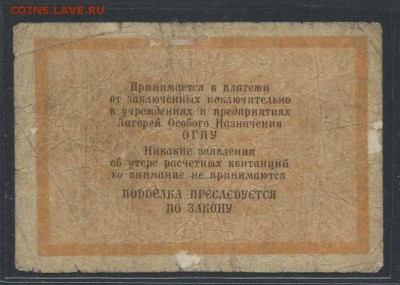 COINS.LAVE.RU
Принимается в платежи
от заключенных исключительно
в учреждениях и предприятиях
Лагерей Особого Назначения
ОГПУ
Никакие заявления
об утере расчетных квитанций
во внимание не принимаются
ПОДДЕЛКА ПРЕСЛЕДУЕТСЯ
ПО ЗАКОНУ